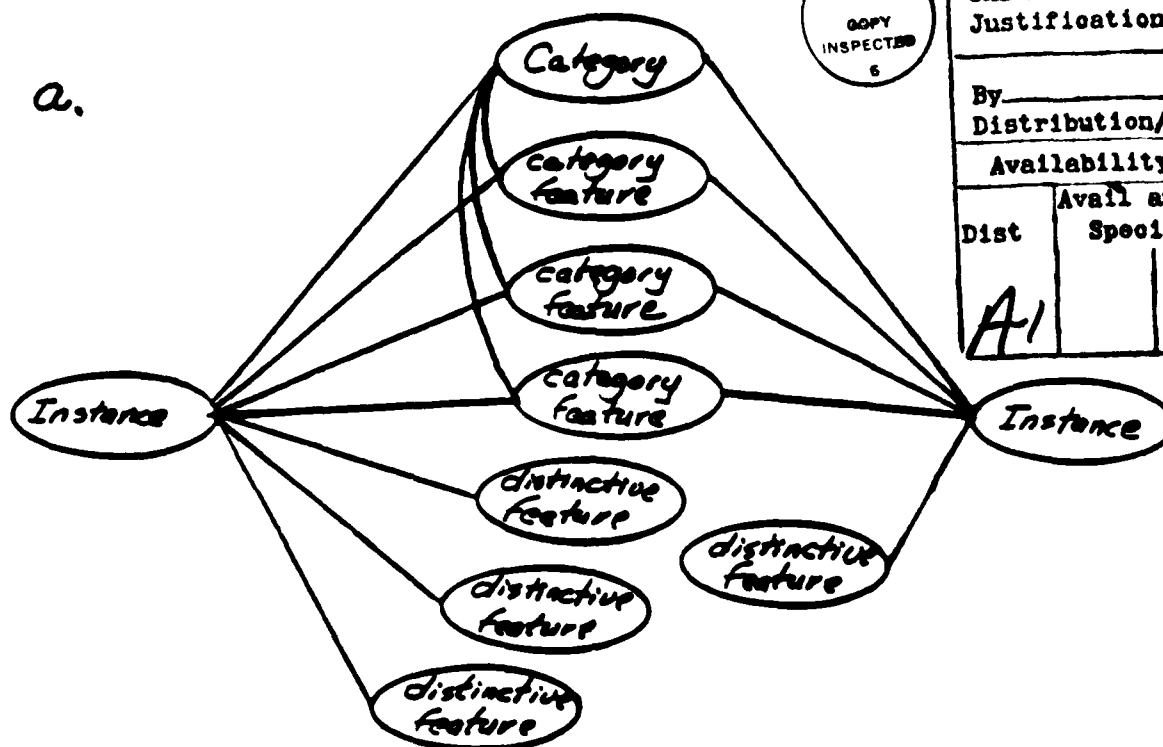 a.
Category
category
feature
category
feature
category
feature
Instance
Instance
distinctive
feature
distinctive
feature
distinctive
feature
distinctive
feature
COPY
INSPECTED
6
Justification
By
Distribution/
Availability
Avail
Dist
A1